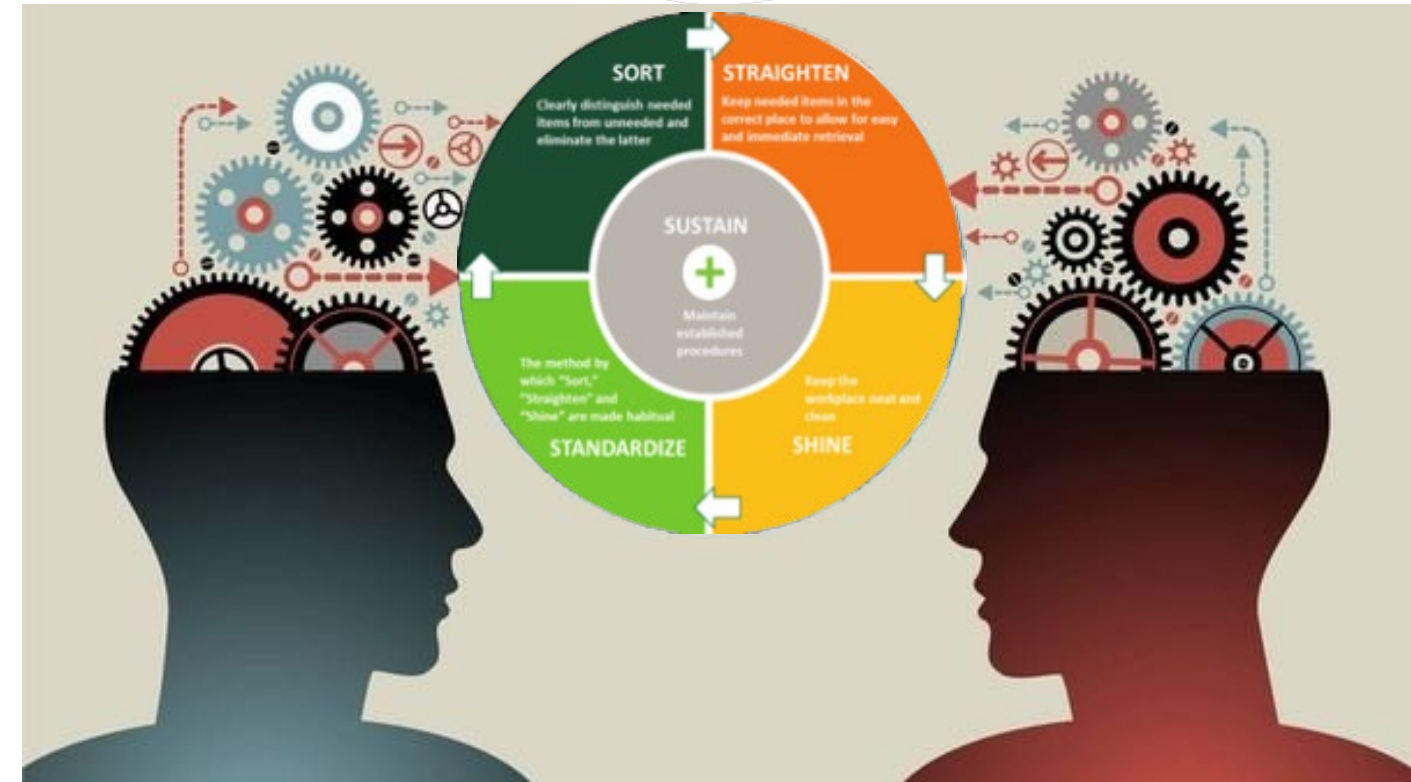 SORT
Clearly distinguish needed
items from unneeded and
eliminate the latter
STRAIGHTEN
Keep needed items in the
correct place to allow for easy
and immediate retrieval
SUSTAIN
Maintain
established
procedures
The method by
which "Sort,"
"Straighten" and
"Shine" are made habitual
STANDARDIZE
Keep the
workplace neat and
clean
SHINE